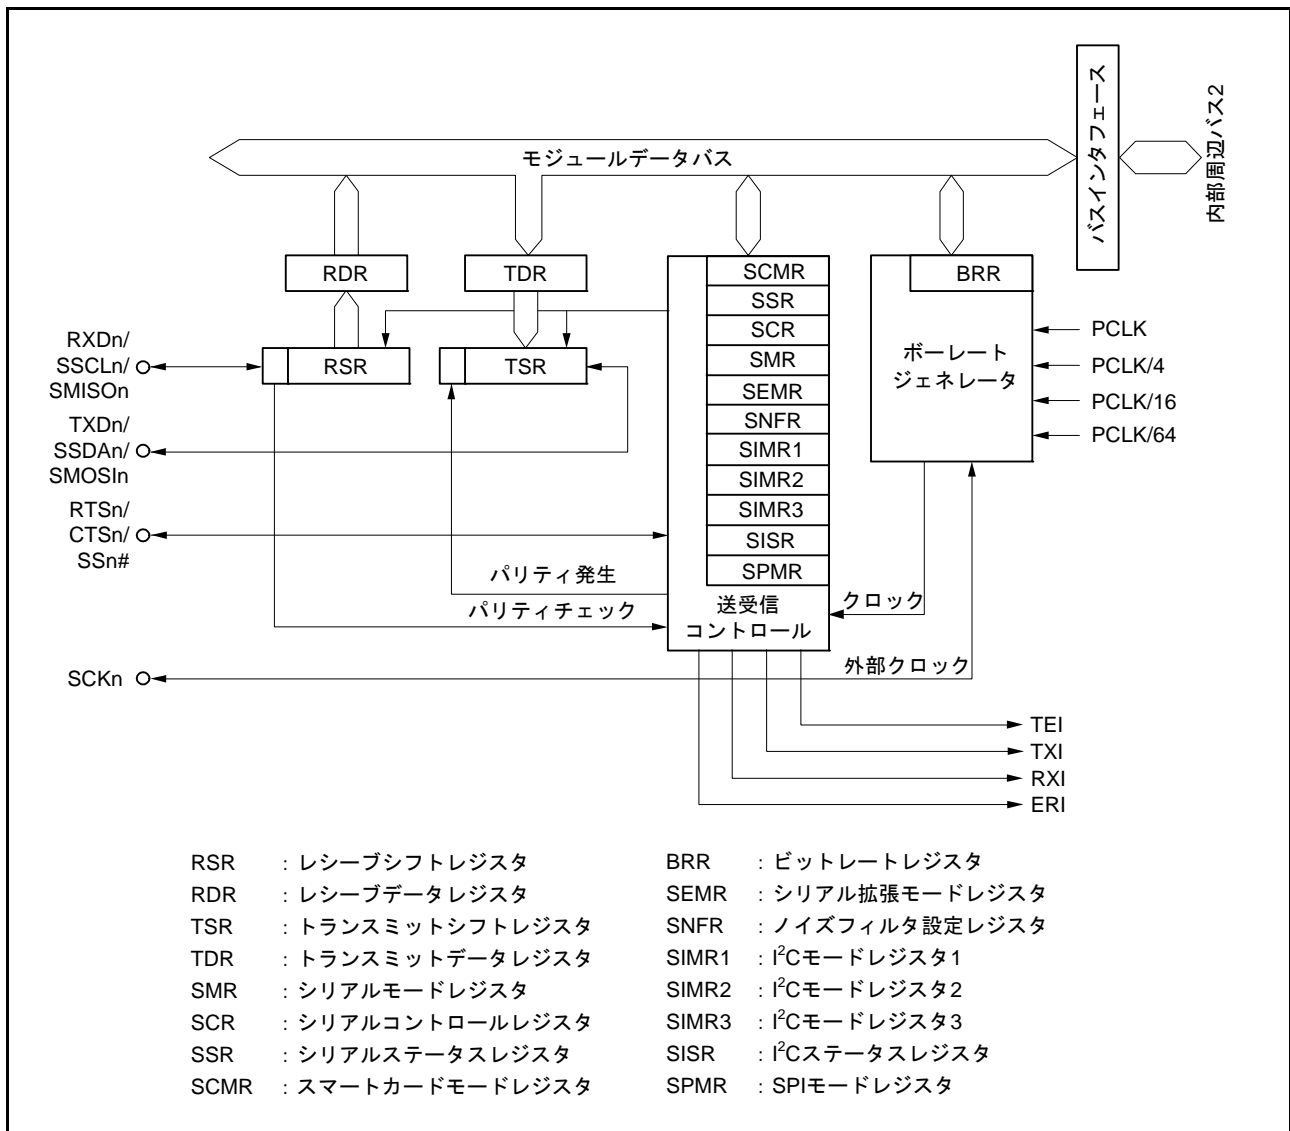 バスインタフェース
内部周辺バス2
モジュールデータバス
RDR
TDR
SCMR
BRR
SSR
SCR
SMR
SEMR
SNFR
SIMR1
SIMR2
SIMR3
SISR
SPMR
送受信
コントロール
RSR
TSR
ボーレート
ジェネレータ
PCLK
PCLK/4
PCLK/16
PCLK/64
RXDn/
SSCLn/
SMISOn
TXDn/
SSDAn/
SMOSIn
RTSn/
CTSn/
SSn#
パリティ発生
パリティチェック
クロック
外部クロック
SCKn
TEI
TXI
RXI
ERI
RSR : レシーブシフトレジスタ
RDR : レシーブデータレジスタ
TSR : トランスミットシフトレジスタ
TDR : トランスミットデータレジスタ
SMR : シリアルモードレジスタ
SCR : シリアルコントロールレジスタ
SSR : シリアルステータスレジスタ
SCMR : スマートカードモードレジスタ
BRR : ビットレートレジスタ
SEMR : シリアル拡張モードレジスタ
SNFR : ノイズフィルタ設定レジスタ
SIMR1 : I²Cモードレジスタ1
SIMR2 : I²Cモードレジスタ2
SIMR3 : I²Cモードレジスタ3
SISR : I²Cステータスレジスタ
SPMR : SPIモードレジスタ